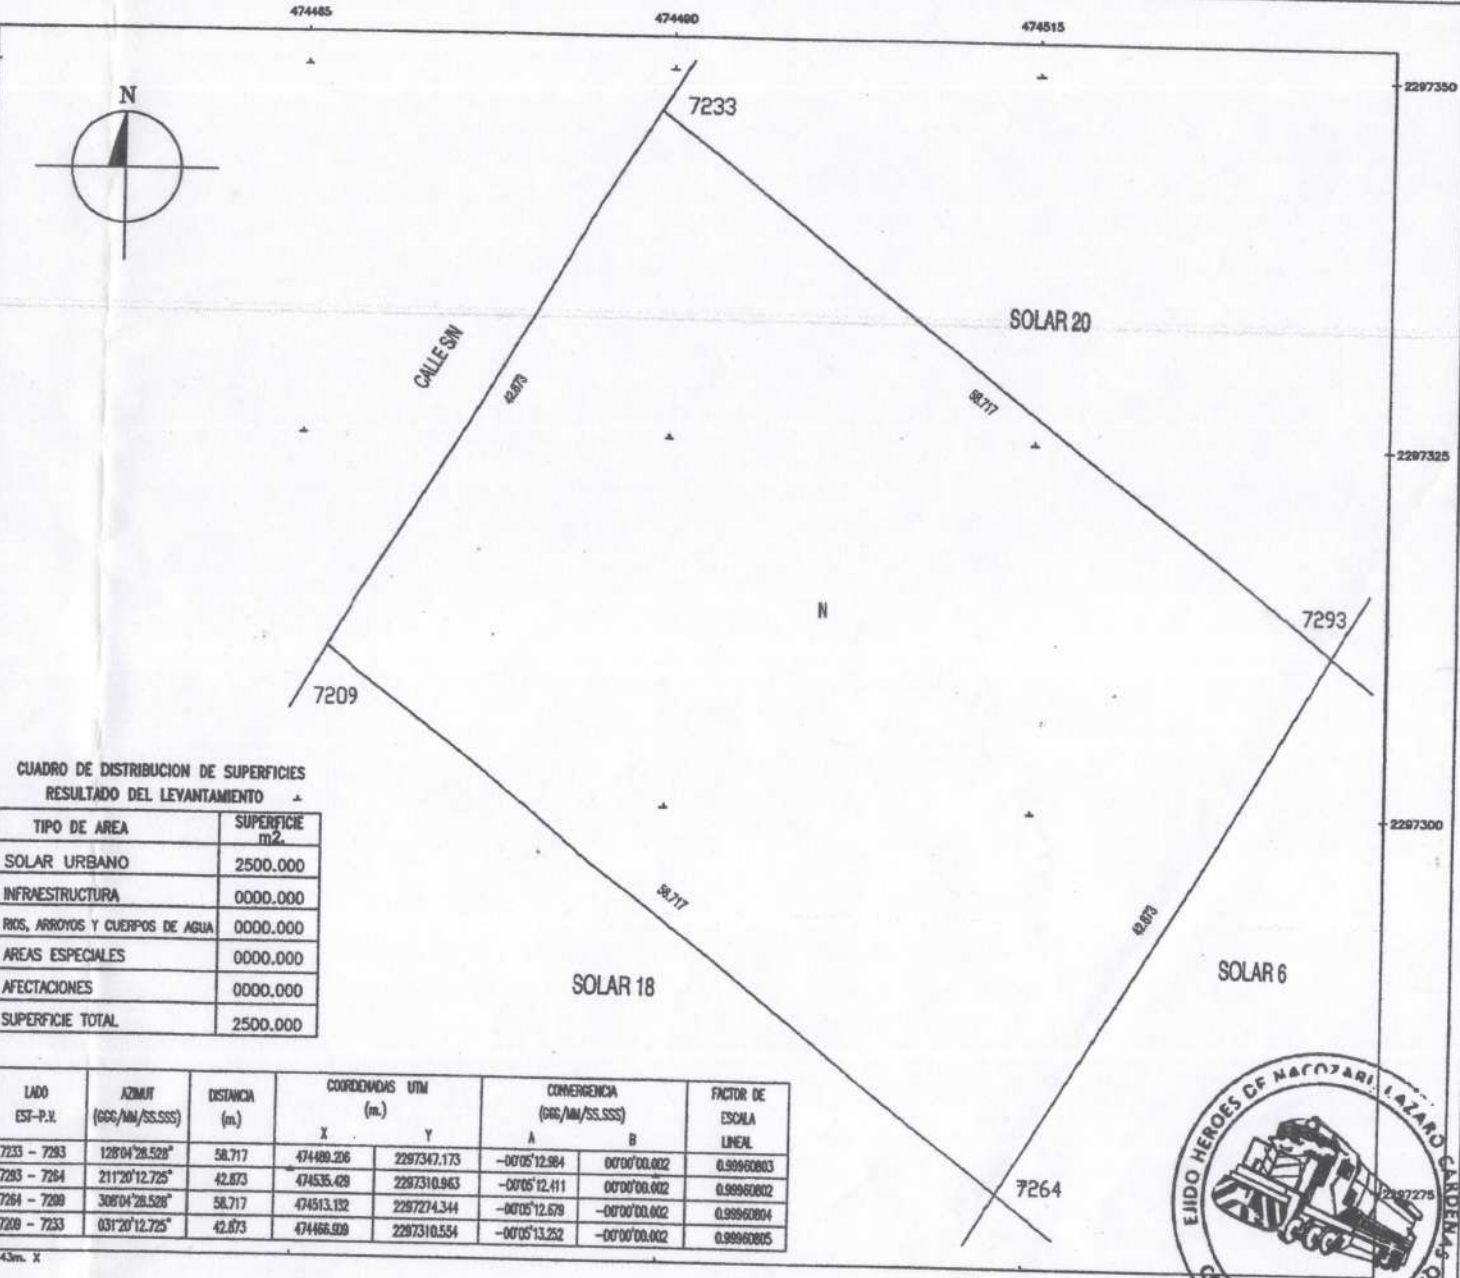 474465 474490 474515
2297350
N
7233
SOLAR 20
CALLE S/N
42.873
58.717
2297325
N
7293
7209
CUADRO DE DISTRIBUCION DE SUPERFICIES
RESULTADO DEL LEVANTAMIENTO
TIPO DE AREA SUPERFICIE m2.
SOLAR URBANO 2500.000
INFRAESTRUCTURA 0000.000
RIOS, ARROYOS Y CUERPOS DE AGUA 0000.000
AREAS ESPECIALES 0000.000
AFECTACIONES 0000.000
SUPERFICIE TOTAL 2500.000
2297300
58.717
42.873
SOLAR 18
SOLAR 6
7264
2297275
LADO EST-P.V. AZIMUT (GGG/MM/SS.SSS) DISTANCIA (m.) COORDENADAS UTM (m.) X Y CONVERGENCIA (GGG/MM/SS.SSS) A B FACTOR DE ESCALA LINEAL
7233 - 7293 128°04'28.528" 58.717 474489.206 2297347.173 -00°05'12.984 00°00'00.002 0.99960803
7293 - 7264 211°20'12.725" 42.873 474535.429 2297310.963 -00°05'12.411 00°00'00.002 0.99960802
7264 - 7209 308°04'28.528" 58.717 474513.132 2297274.344 -00°05'12.679 -00°00'00.002 0.99960804
7209 - 7233 031°20'12.725" 42.873 474466.909 2297310.554 -00°05'13.252 -00°00'00.002 0.99960805
43m. X
EJIDO HEROES DE NACOZARI LAZARO CARDENAS